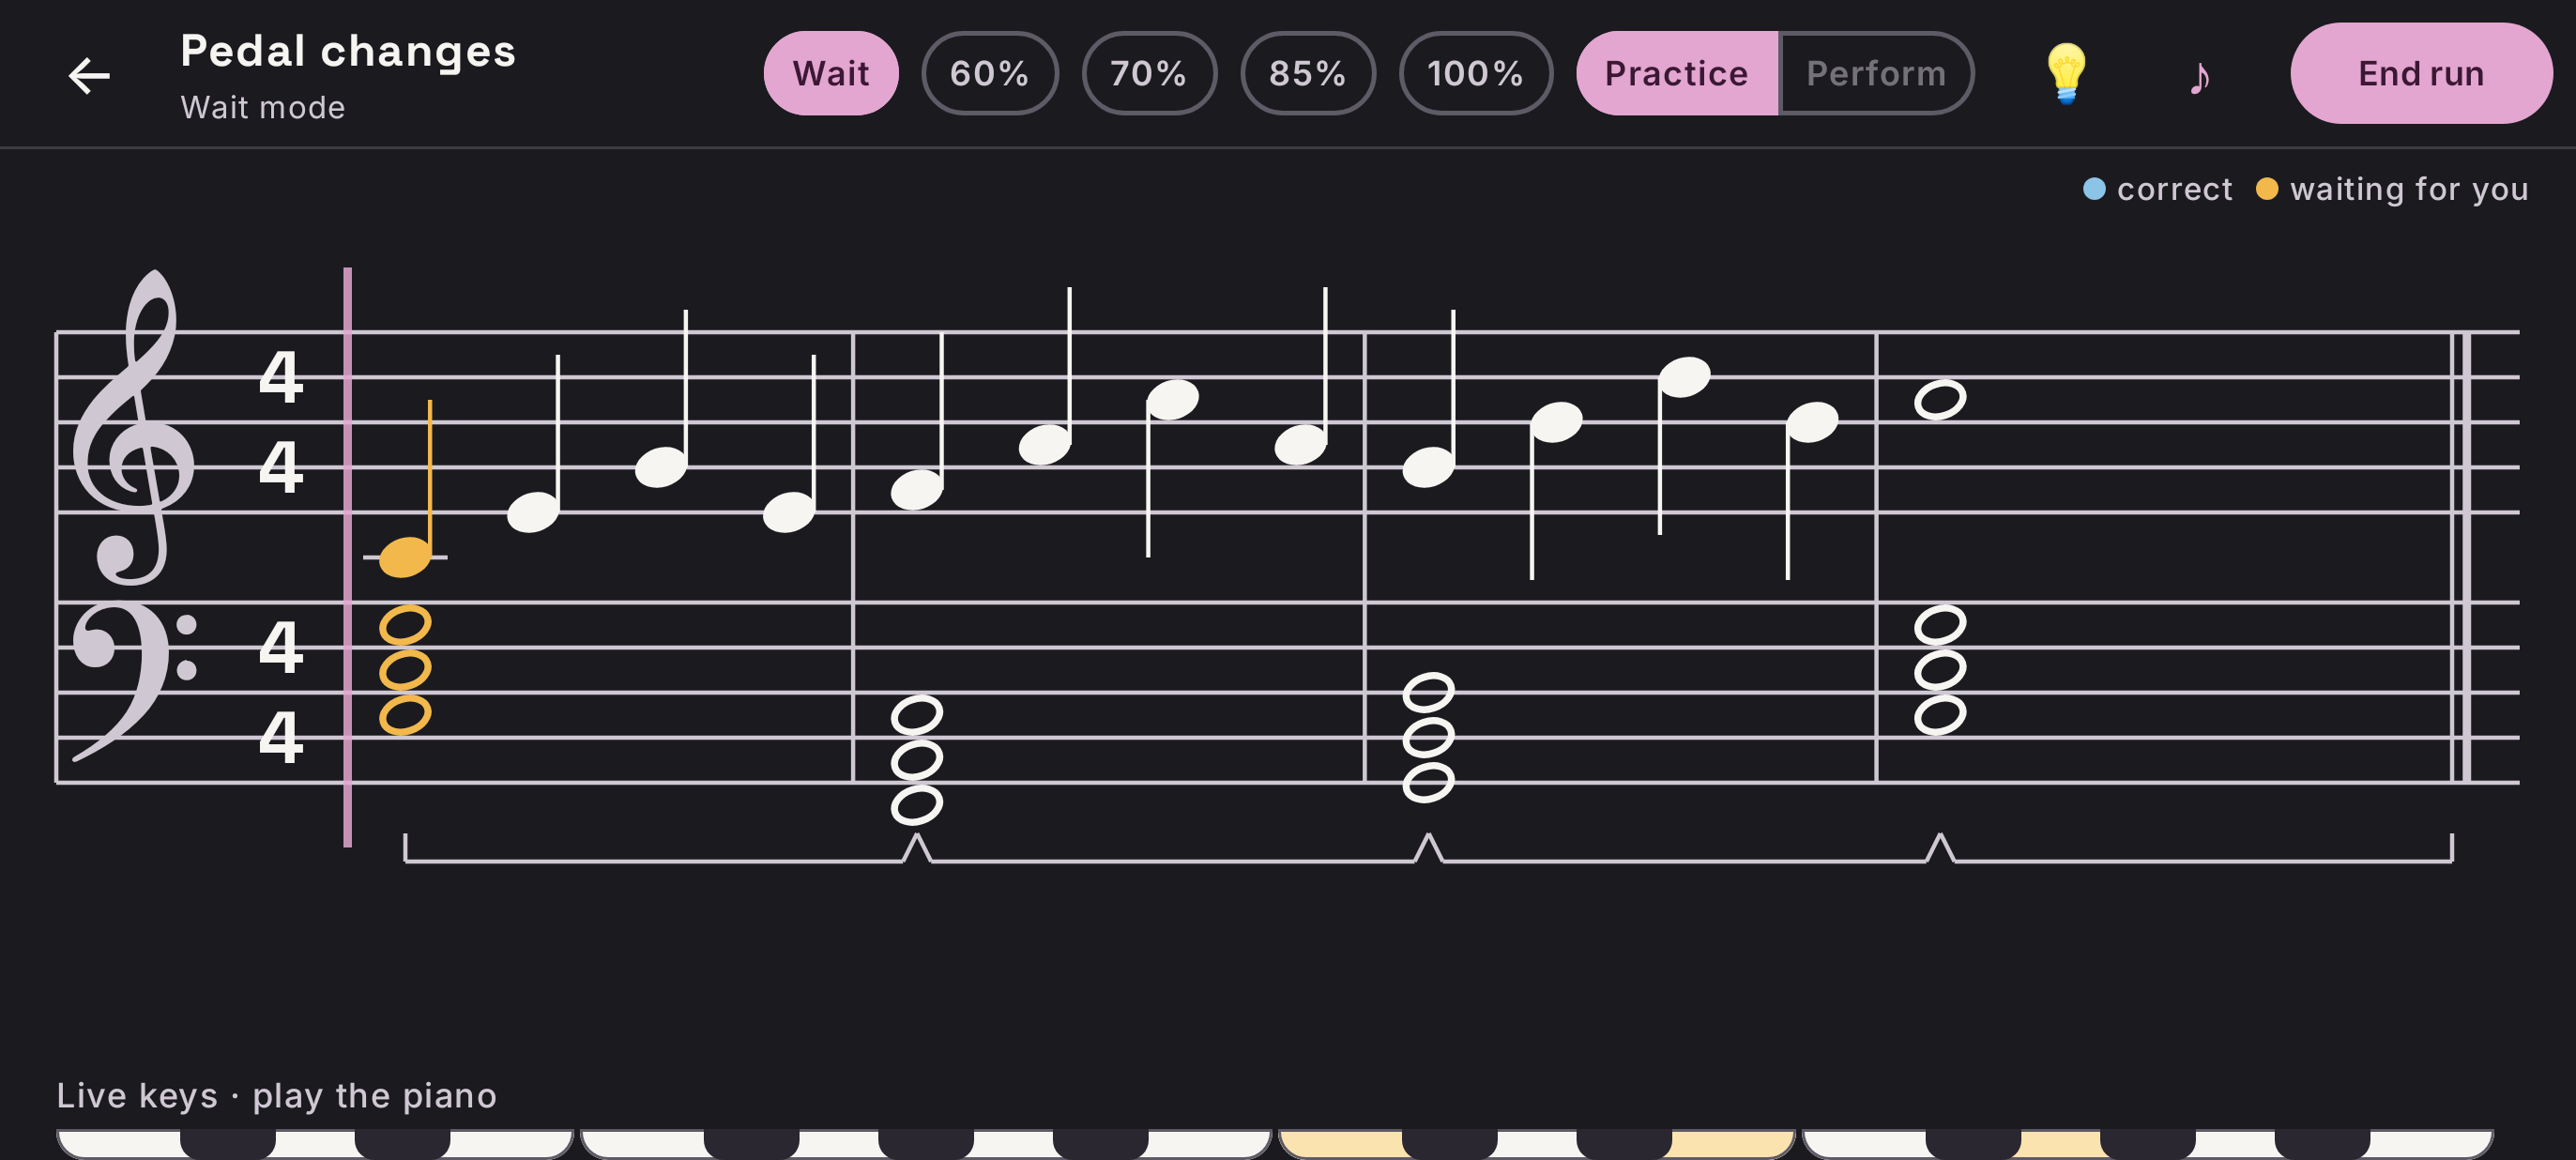 Pedal changes
Wait mode
Wait 60% 70% 85% 100% Practice Perform End run
correct waiting for you
4
4
4
4
Live keys · play the piano